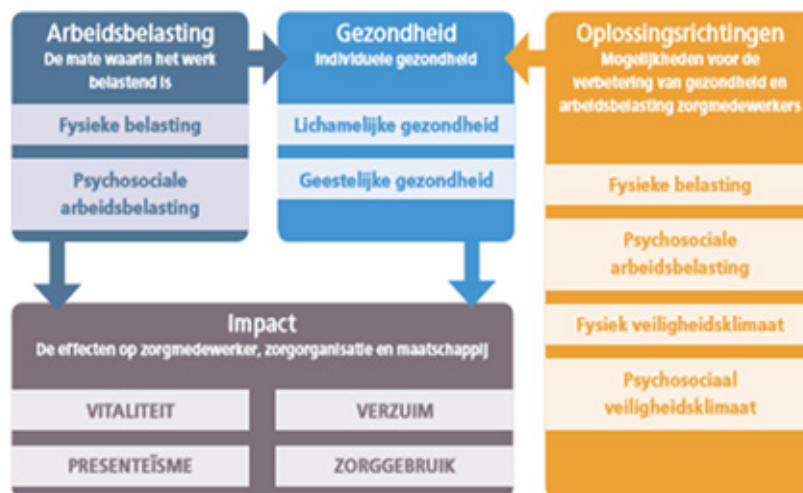 Arbeidsbelasting
De mate waarin het werk
belastend is
Fysieke belasting
Psychosociale
arbeidsbelasting
Gezondheid
Individuele gezondheid
Lichamelijke gezondheid
Geestelijke gezondheid
Oplossingsrichtingen
Mogelijkheden voor de
verbetering van gezondheid en
arbeidsbelasting zorgmedewerkers
Fysieke belasting
Psychosociale
arbeidsbelasting
Fysiek veiligheidsklimaat
Psychosociaal
veiligheidsklimaat
Impact
De effecten op zorgmedewerker, zorgorganisatie en maatschappij
VITALITEIT
VERZUIM
PRESENTEÏSME
ZORGGEBRUIK